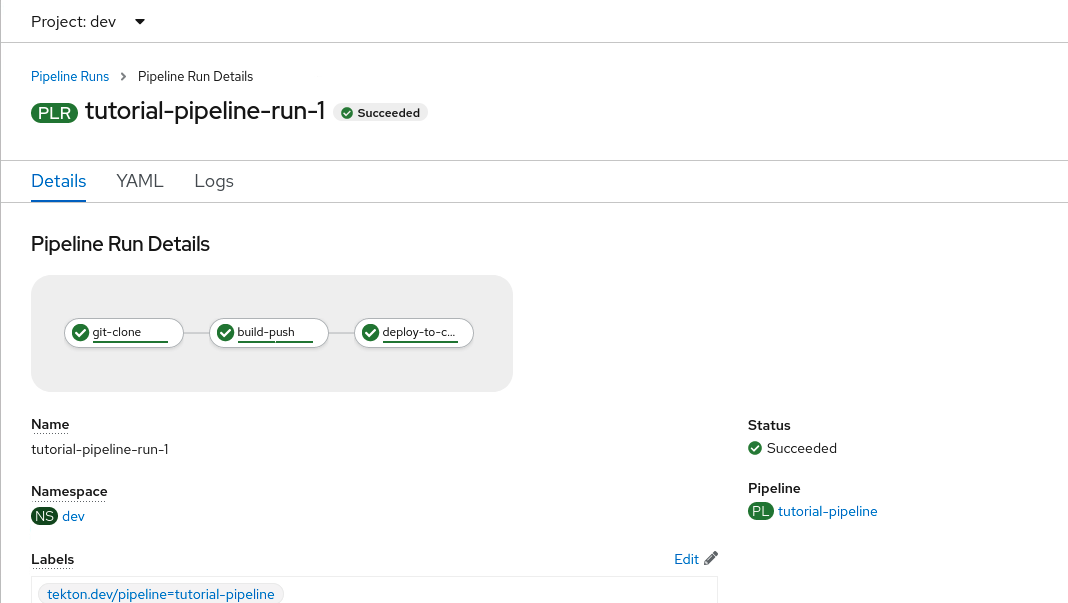 Project: dev
Pipeline Runs > Pipeline Run Details
PLR tutorial-pipeline-run-1 Succeeded
Details YAML Logs
Pipeline Run Details
git-clone build-push deploy-to-c...
Name
tutorial-pipeline-run-1
Status
Succeeded
Namespace
NS dev
Pipeline
PL tutorial-pipeline
Labels
Edit
tekton.dev/pipeline=tutorial-pipeline